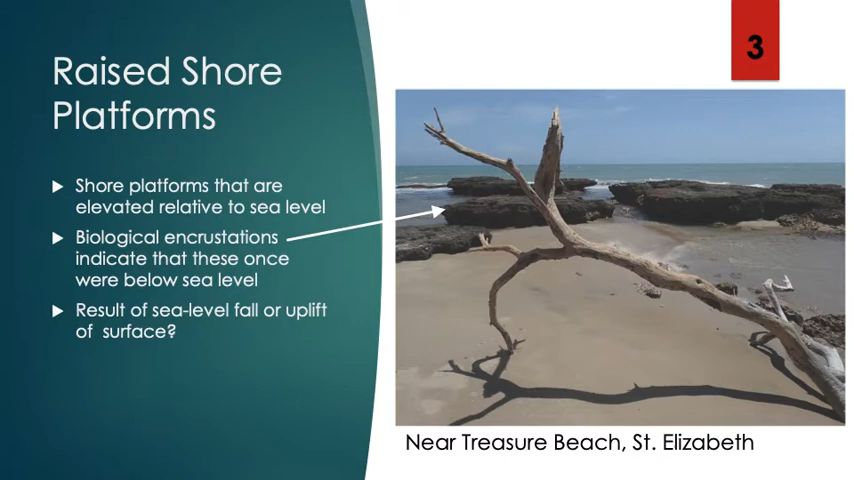 Raised Shore
Platforms
3
Shore platforms that are
elevated relative to sea level
Biological encrustations
indicate that these once
were below sea level
Result of sea-level fall or uplift
of  surface?
Near Treasure Beach, St. Elizabeth